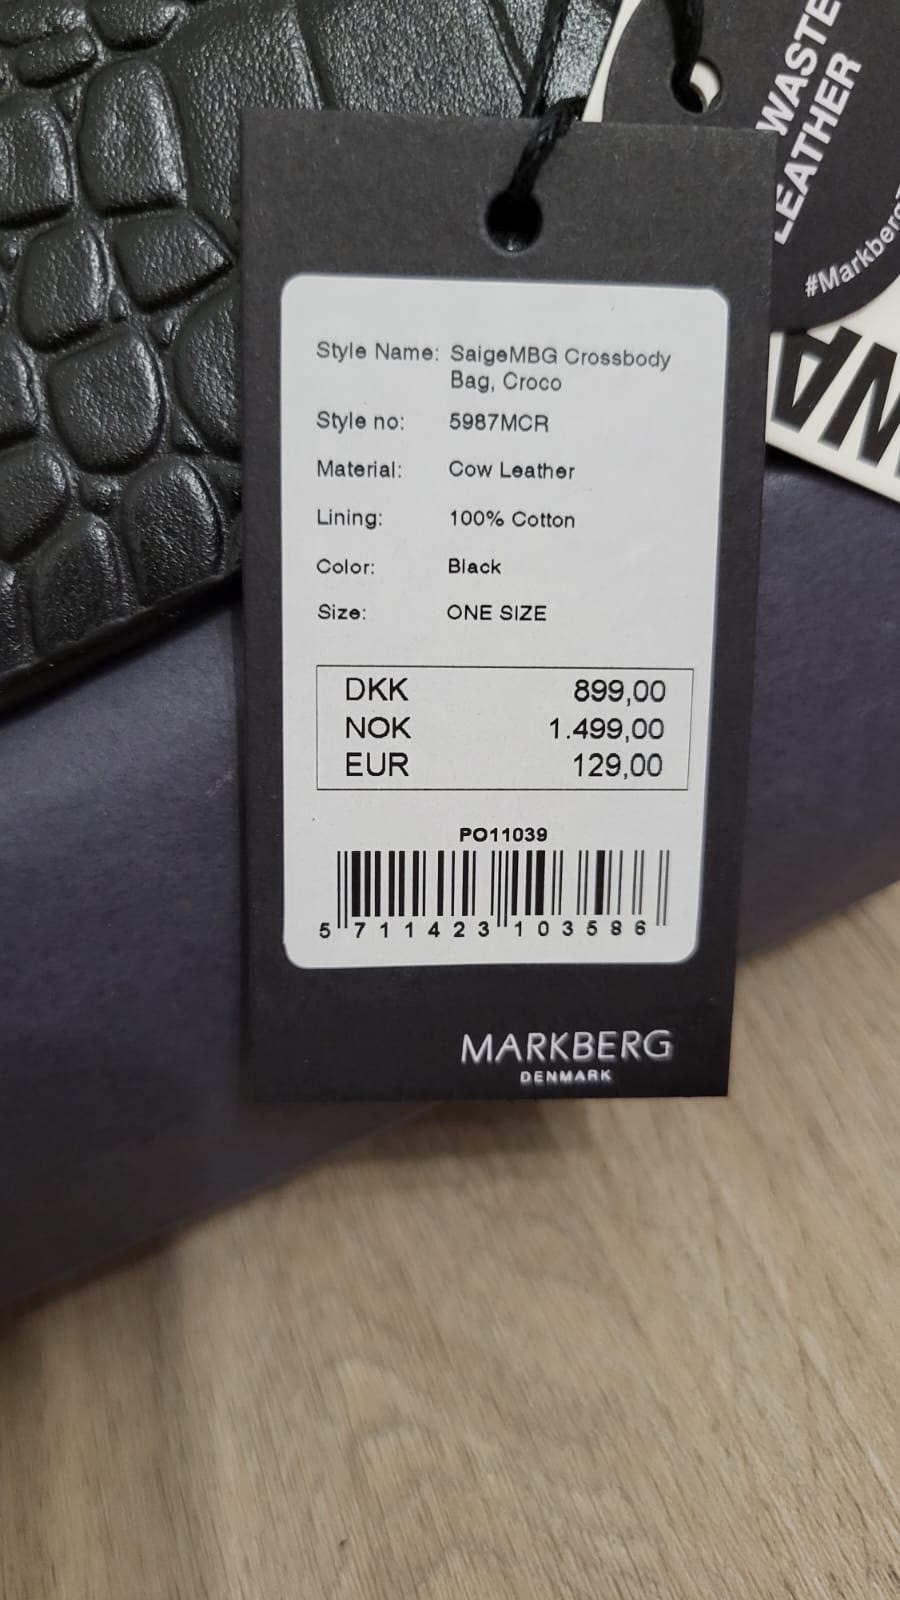 WASTE
LEATHER
#Markberg
Style Name: SaigeMBG Crossbody
Bag, Croco
Style no: 5987MCR
Material: Cow Leather
Lining: 100% Cotton
Color: Black
Size: ONE SIZE
DKK 899,00
NOK 1.499,00
EUR 129,00
PO11039
5 711423 103586
MARKBERG
DENMARK